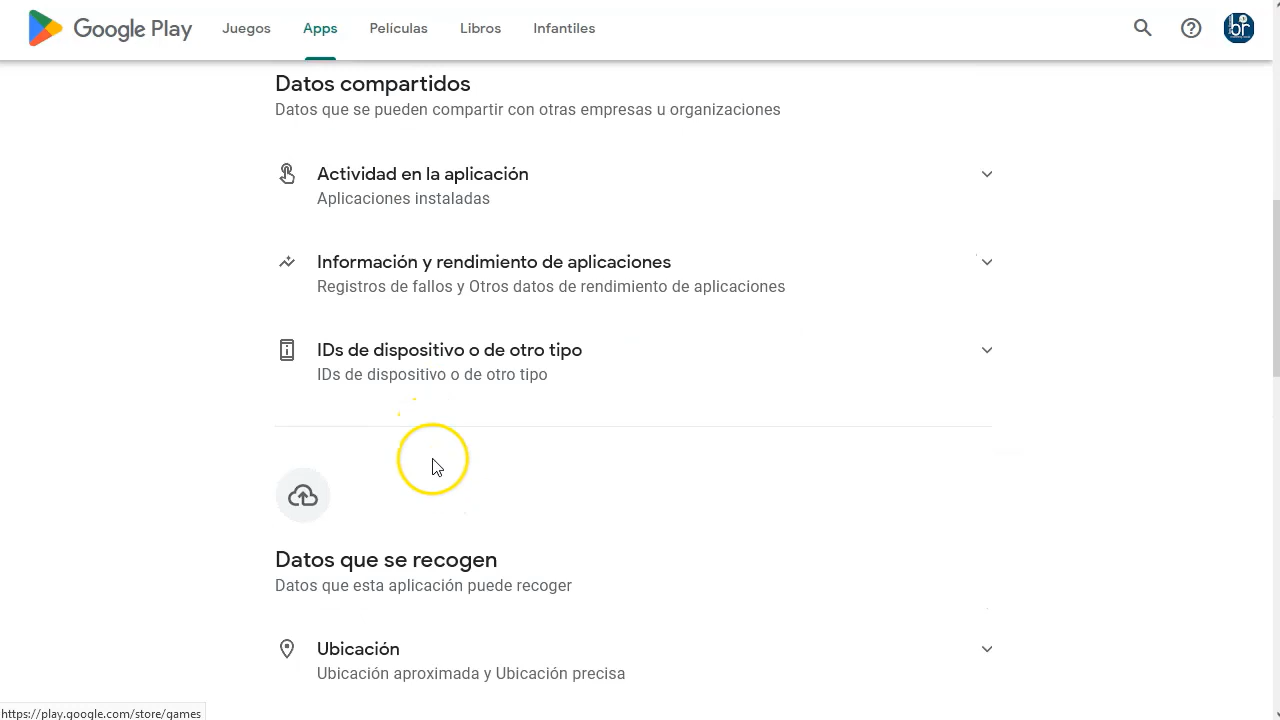 Google Play
Juegos
Apps
Películas
Libros
Infantiles
br
Datos compartidos
Datos que se pueden compartir con otras empresas u organizaciones
Actividad en la aplicación
Aplicaciones instaladas
Información y rendimiento de aplicaciones
Registros de fallos y Otros datos de rendimiento de aplicaciones
IDs de dispositivo o de otro tipo
IDs de dispositivo o de otro tipo
Datos que se recogen
Datos que esta aplicación puede recoger
Ubicación
Ubicación aproximada y Ubicación precisa
https://play.google.com/store/games